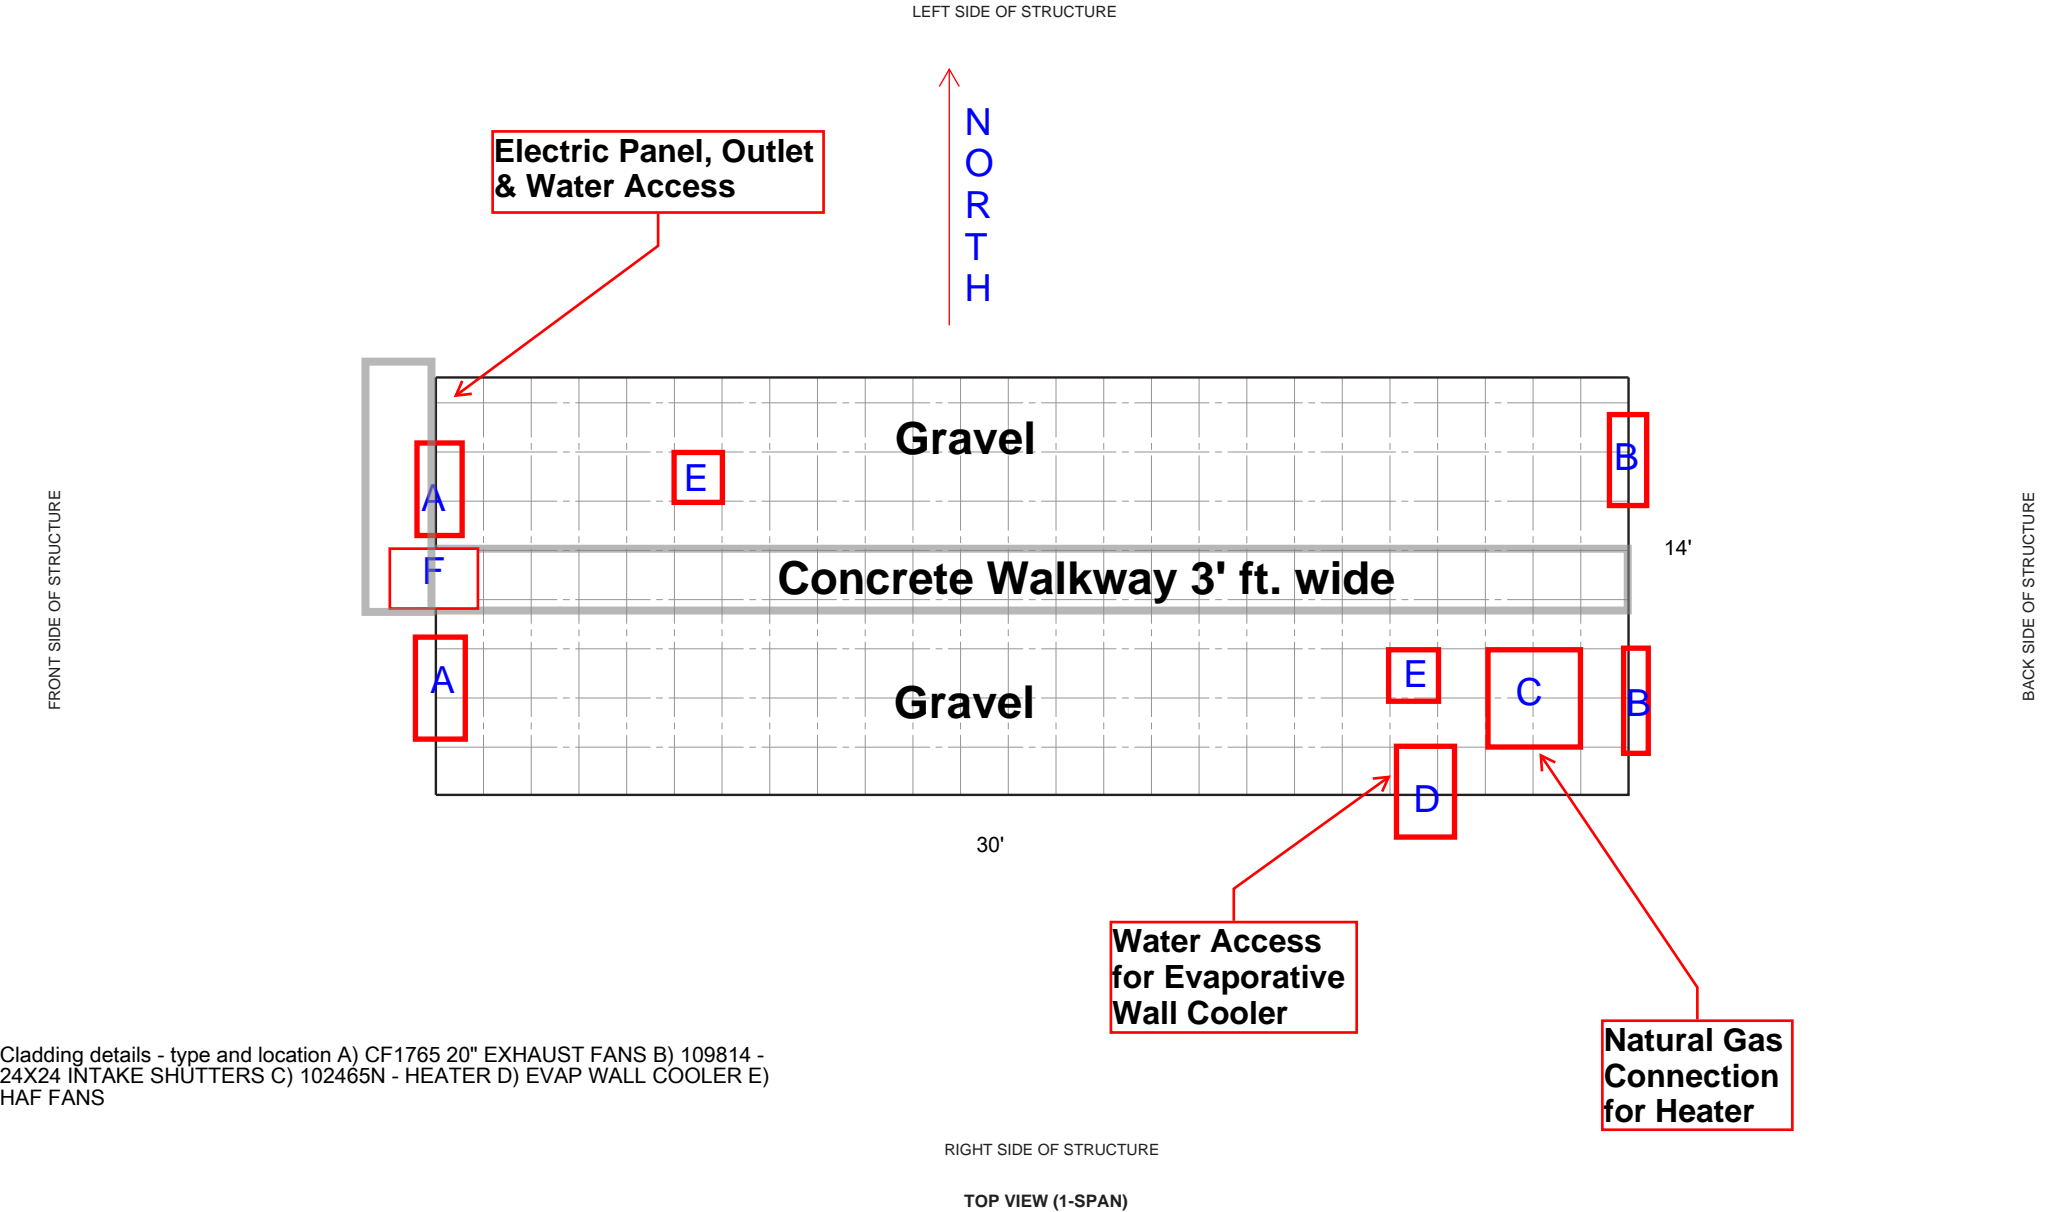 LEFT SIDE OF STRUCTURE
N
O
R
T
H
Electric Panel, Outlet
& Water Access
Gravel
B
E
A
FRONT SIDE OF STRUCTURE
BACK SIDE OF STRUCTURE
14'
F
Concrete Walkway 3' ft. wide
A
E
C
B
Gravel
D
30'
Water Access
for Evaporative
Wall Cooler
Natural Gas
Connection
for Heater
Cladding details - type and location A) CF1765 20" EXHAUST FANS B) 109814 -
24X24 INTAKE SHUTTERS C) 102465N - HEATER D) EVAP WALL COOLER E)
HAF FANS
RIGHT SIDE OF STRUCTURE
TOP VIEW (1-SPAN)